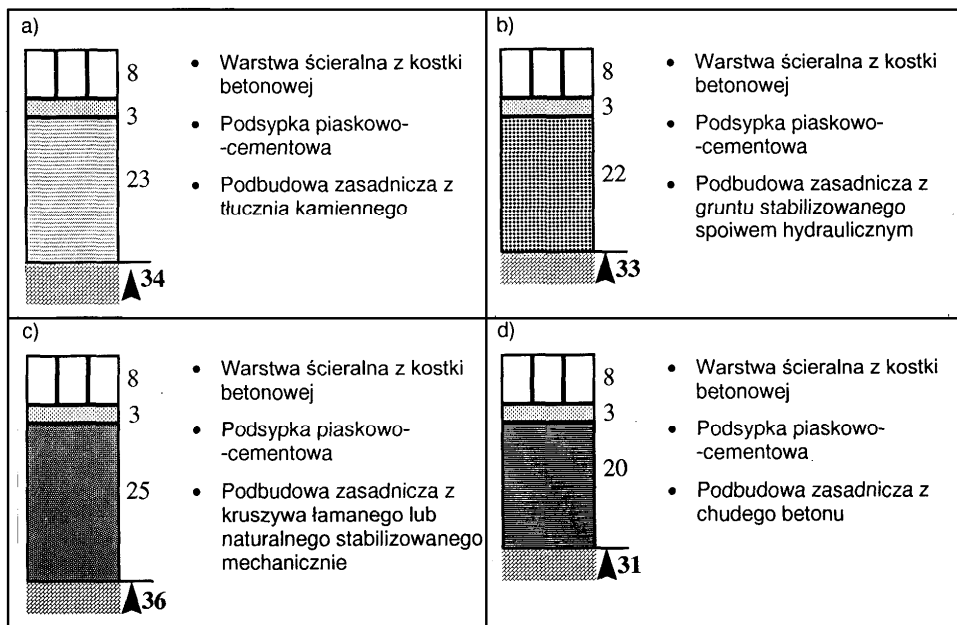 a)
8
3
23
34
• Warstwa ścieralna z kostki
betonowej
• Podsypka piaskowo-
-cementowa
• Podbudowa zasadnicza z
tłucznia kamiennego
b)
8
3
22
33
• Warstwa ścieralna z kostki
betonowej
• Podsypka piaskowo-
-cementowa
• Podbudowa zasadnicza z
gruntu stabilizowanego
spoiwem hydraulicznym
c)
8
3
25
36
• Warstwa ścieralna z kostki
betonowej
• Podsypka piaskowo-
-cementowa
• Podbudowa zasadnicza z
kruszywa łamanego lub
naturalnego stabilizowanego
mechanicznie
d)
8
3
20
31
• Warstwa ścieralna z kostki
betonowej
• Podsypka piaskowo-
-cementowa
• Podbudowa zasadnicza z
chudego betonu